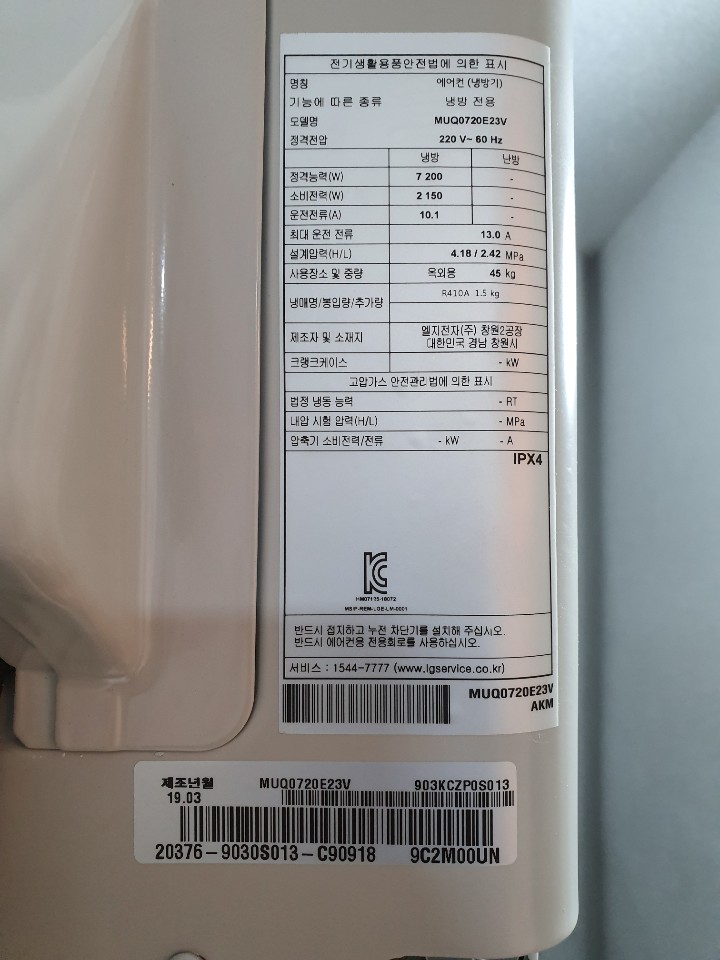 전기생활용품안전법에 의한 표시
명칭 에어컨 (냉방기)
기능에 따른 종류 냉방 전용
모델명 MUQ0720E23V
정격전압 220 V~ 60 Hz
냉방 난방
정격능력(W) 7 200 -
소비전력(W) 2 150 -
운전전류(A) 10.1 -
최대 운전 전류 13.0 A
설계압력(H/L) 4.18 / 2.42 MPa
사용장소 및 중량 옥외용 45 kg
냉매명/봉입량/추가량 R410A 1.5 kg
제조자 및 소재지 엘지전자(주) 창원2공장
대한민국 경남 창원시
크랭크케이스 - kW
고압가스 안전관리법에 의한 표시
법정 냉동 능력 - RT
내압 시험 압력(H/L) - MPa
압축기 소비전력/전류 - kW - A
IPX4
MSIP-REM-LGE-LM-0001
반드시 접지하고 누전 차단기를 설치해 주십시오.
반드시 에어컨용 전용회로를 사용하십시오.
서비스 : 1544-7777 (www.lgservice.co.kr)
MUQ0720E23V
AKM
제조년월 MUQ0720E23V 903KCZP0S013
19.03
20376-9030S013-C90918 9C2M00UN